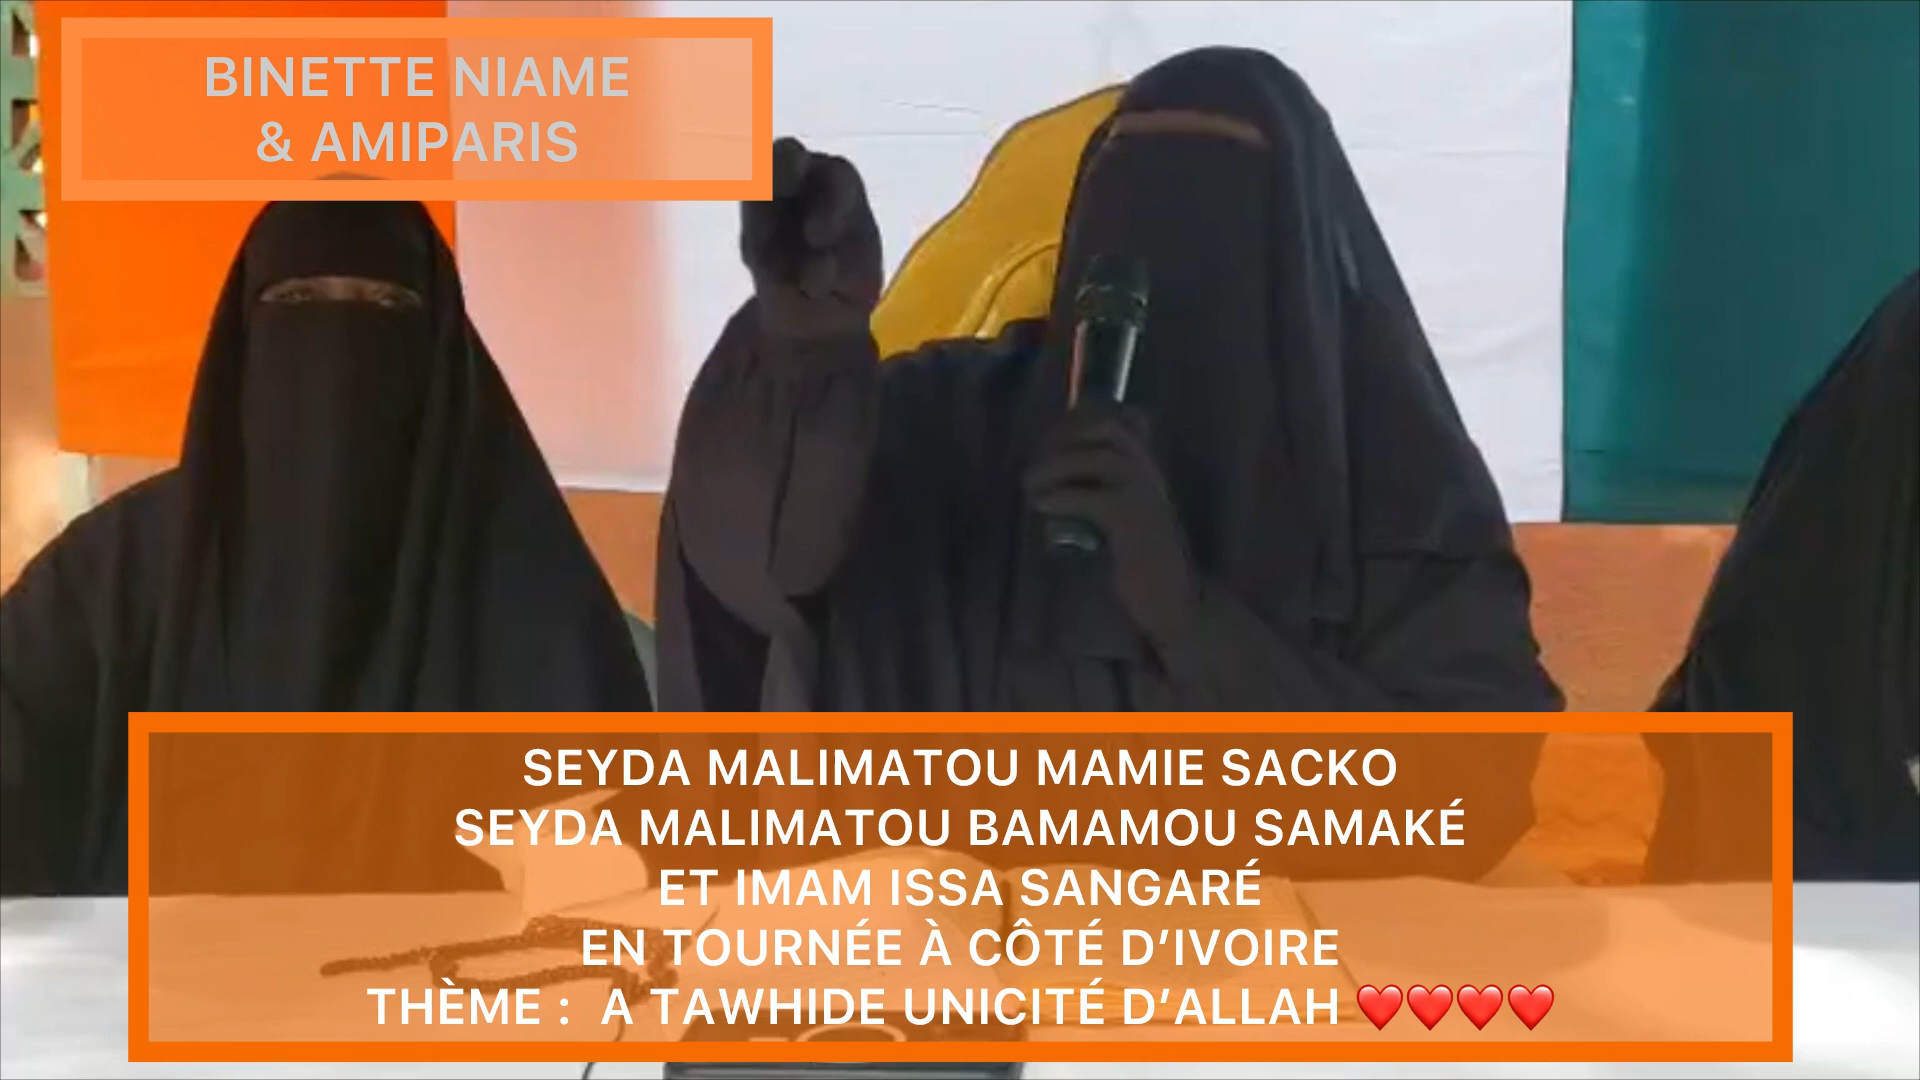 BINETTE NIAME
& AMIPARIS
SEYDA MALIMATOU MAMIE SACKO
SEYDA MALIMATOU BAMAMOU SAMAKÉ
ET IMAM ISSA SANGARÉ
EN TOURNÉE À CÔTÉ D’IVOIRE
THÈME :  A TAWHIDE UNICITÉ D’ALLAH ❤️❤️❤️❤️